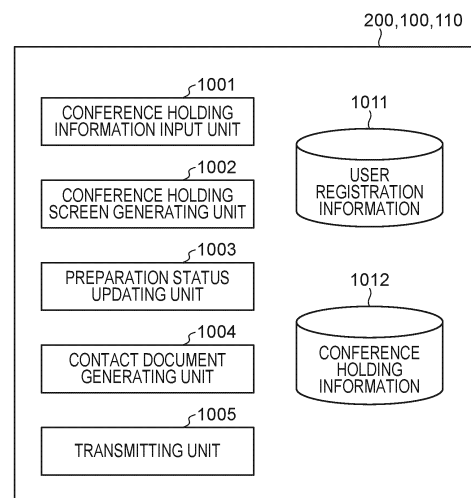 200,100,110
1001
CONFERENCE HOLDING
INFORMATION INPUT UNIT
1002
CONFERENCE HOLDING
SCREEN GENERATING UNIT
1003
PREPARATION STATUS
UPDATING UNIT
1004
CONTACT DOCUMENT
GENERATING UNIT
1005
TRANSMITTING UNIT
1011
USER
REGISTRATION
INFORMATION
1012
CONFERENCE
HOLDING
INFORMATION